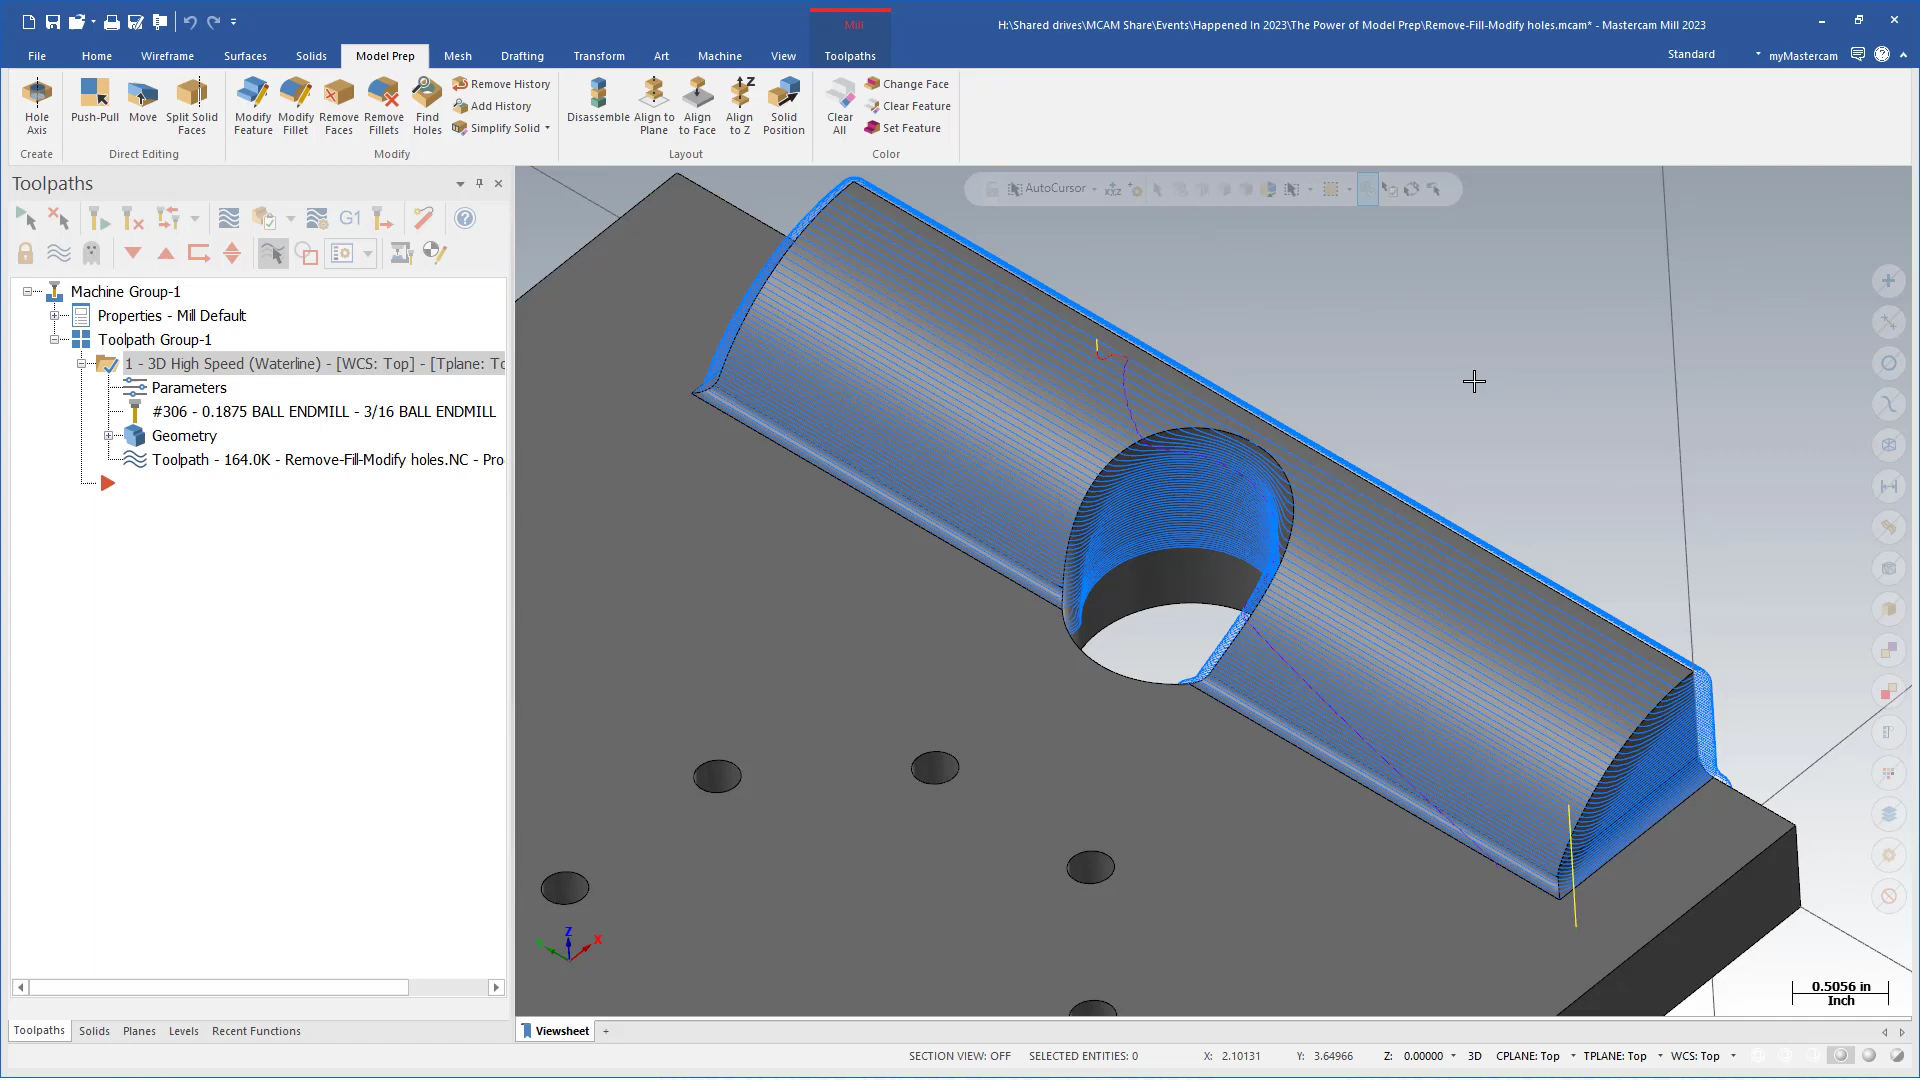 Mill
H:\Shared drives\MCAM Share\Events\Happened In 2023\The Power of Model Prep\Remove-Fill-Modify holes.mcam* - Mastercam Mill 2023
File Home Wireframe Surfaces Solids Model Prep Mesh Drafting Transform Art Machine View Toolpaths
Standard myMastercam
Hole Axis
Push-Pull
Move
Split Solid Faces
Modify Feature
Modify Fillet
Remove Faces
Remove Fillets
Find Holes
Remove History
Add History
Simplify Solid
Disassemble
Align to Plane
Align to Face
Align to Z
Solid Position
Clear All
Change Face
Clear Feature
Set Feature
Create Direct Editing Modify Layout Color
Toolpaths
G1
AutoCursor
Machine Group-1
Properties - Mill Default
Toolpath Group-1
1 - 3D High Speed (Waterline) - [WCS: Top] - [Tplane: To
Parameters
#306 - 0.1875 BALL ENDMILL - 3/16 BALL ENDMILL
Geometry
Toolpath - 164.0K - Remove-Fill-Modify holes.NC - Pro
Z
X
0.5056 in
Inch
Toolpaths Solids Planes Levels Recent Functions
Viewsheet +
SECTION VIEW: OFF SELECTED ENTITIES: 0 X: 2.10131 Y: 3.64966 Z: 0.00000 3D CPLANE: Top TPLANE: Top WCS: Top